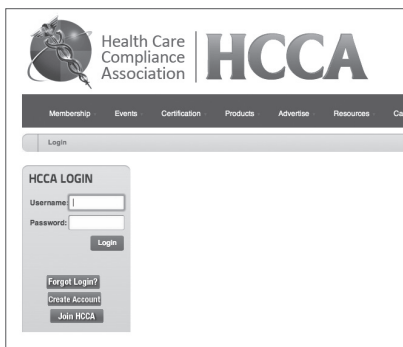 Health Care
Compliance
Association
HCCA
Membership Events Certification Products Advertise Resources Ca
Login
HCCA LOGIN
Username:
Password:
Login
Forgot Login?
Create Account
Join HCCA